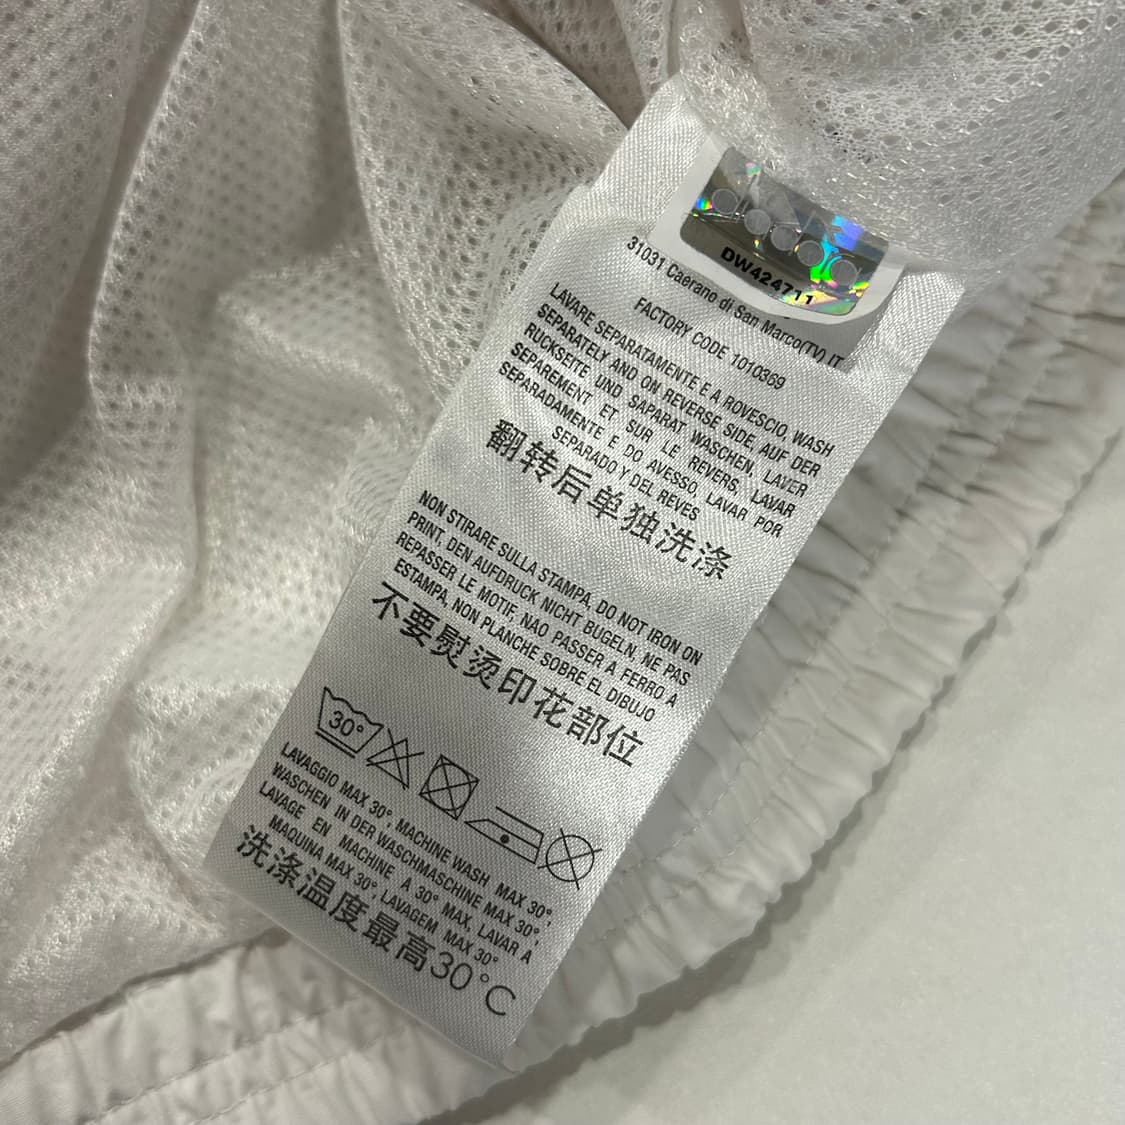 diadora
DW424711
31031 Caerano di San Marco(TV) IT
FACTORY CODE 1010369
LAVARE SEPARATAMENTE E A ROVESCIO, WASH
SEPARATELY AND ON REVERSE SIDE, AUF DER
RUCKSEITE UND SAPARAT WASCHEN, LAVER
SEPAREMENT ET SUR LE REVERS, LAVAR
SEPARADAMENTE E DO AVESSO, LAVAR POR
SEPARADO Y DEL REVES
翻转后单独洗涤
NON STIRARE SULLA STAMPA, DO NOT IRON ON
PRINT, DEN AUFDRUCK NICHT BUGELN, NE PAS
REPASSER LE MOTIF, NAO PASSER A FERRO A
ESTAMPA, NON PLANCHE SOBRE EL DIBUJO
不要熨烫印花部位
30°
LAVAGGIO MAX 30°, MACHINE WASH MAX 30°,
WASCHEN IN DER WASCHMASCHINE MAX 30°,
LAVAGE EN MACHINE À 30° MAX, LAVAR A
MAQUINA MAX 30° LAVAGEM MAX 30°
洗涤温度最高30°C